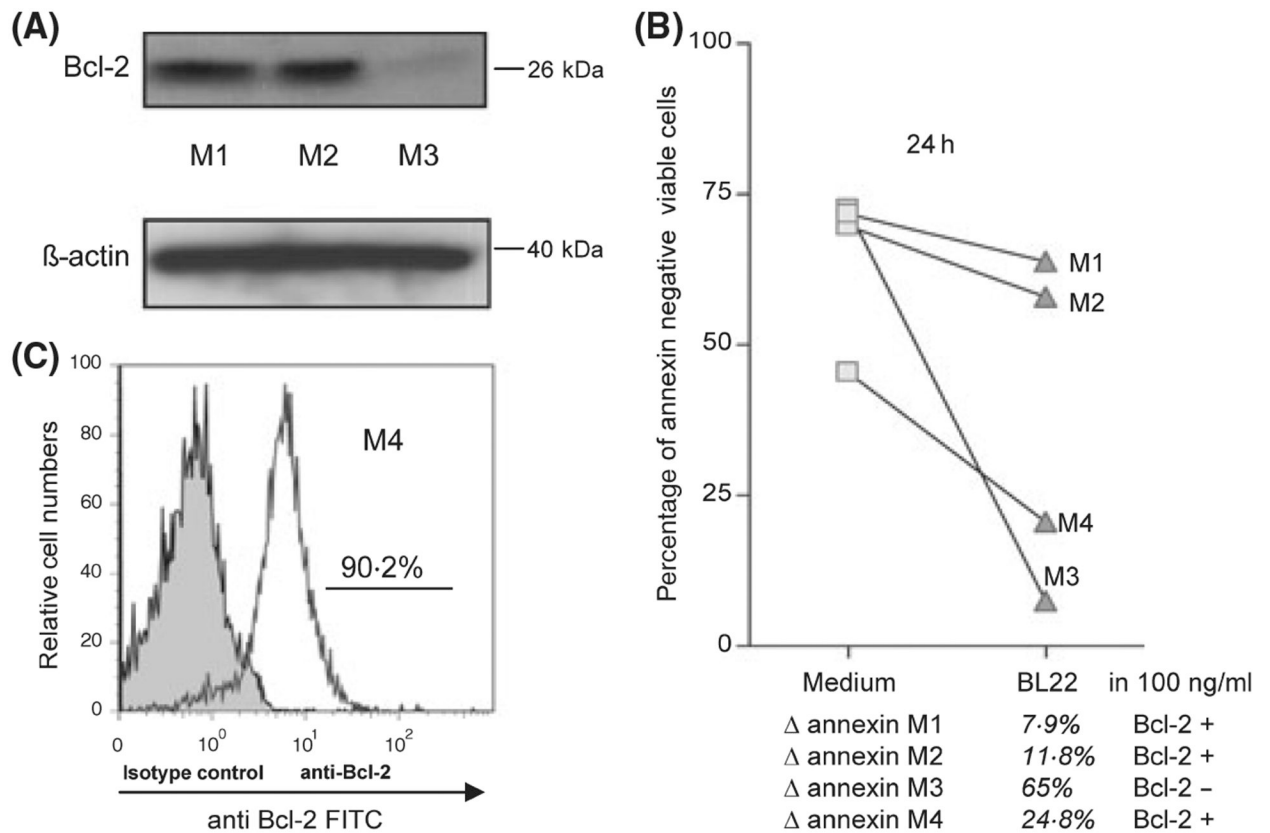 (A)
Bcl-2
26 kDa
M1 M2 M3
ß-actin
40 kDa
(B)
Percentage of annexin negative viable cells
100
75
50
25
0
24 h
M1
M2
M4
M3
Medium BL22 in 100 ng/ml
Δ annexin M1 7·9% Bcl-2 +
Δ annexin M2 11·8% Bcl-2 +
Δ annexin M3 65% Bcl-2 –
Δ annexin M4 24·8% Bcl-2 +
(C)
Relative cell numbers
100
80
60
40
20
0
M4
90·2%
0 10⁰ 10¹ 10²
Isotype control anti-Bcl-2
anti Bcl-2 FITC